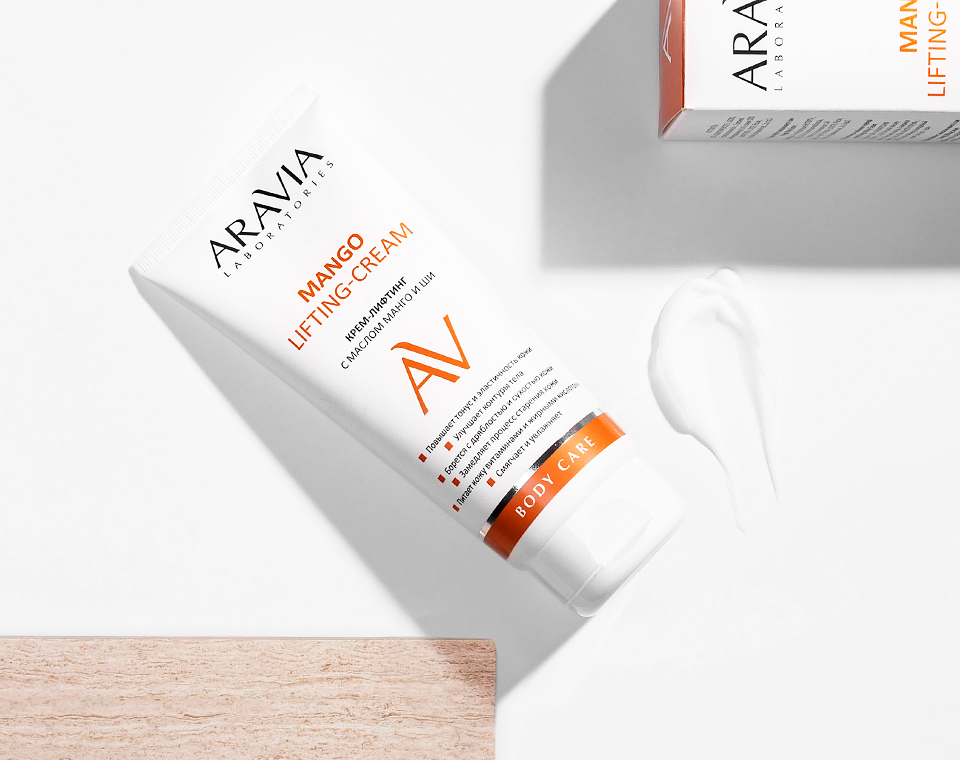 ARAVIA
LABORATORIES
MANGO
LIFTING-CREAM
КРЕМ-ЛИФТИНГ
С МАСЛОМ МАНГО И ШИ
AV
Повышает тонус и эластичность кожи
Улучшает контуры тела
Борется с дряблостью и сухостью кожи
Замедляет процесс старения кожи
Питает кожу витаминами и жирными кислотами
Смягчает и увлажняет
BODY CARE
ARA
LABORA
MAN
LIFTING-